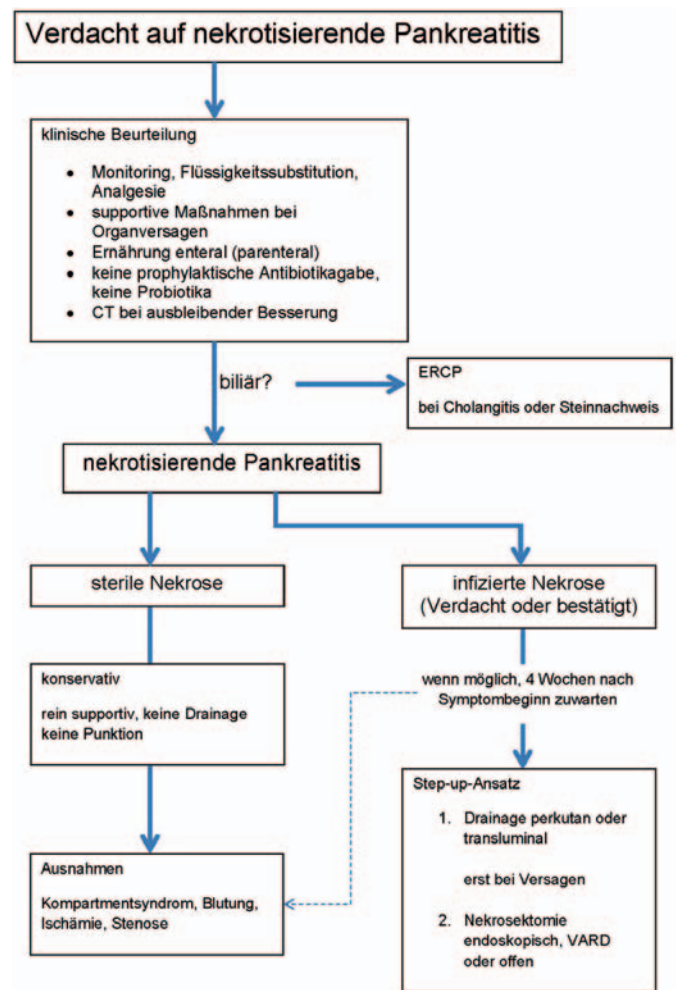 Verdacht auf nekrotisierende Pankreatitis
klinische Beurteilung
• Monitoring, Flüssigkeitssubstitution,
Analgesie
• supportive Maßnahmen bei
Organversagen
• Ernährung enteral (parenteral)
• keine prophylaktische Antibiotikagabe,
keine Probiotika
• CT bei ausbleibender Besserung
biliär?
ERCP
bei Cholangitis oder Steinnachweis
nekrotisierende Pankreatitis
sterile Nekrose
infizierte Nekrose
(Verdacht oder bestätigt)
konservativ
rein supportiv, keine Drainage
keine Punktion
wenn möglich, 4 Wochen nach
Symptombeginn zuwarten
Ausnahmen
Kompartmentsyndrom, Blutung,
Ischämie, Stenose
Step-up-Ansatz
1. Drainage perkutan oder
transluminal
erst bei Versagen
2. Nekrosektomie
endoskopisch, VARD
oder offen